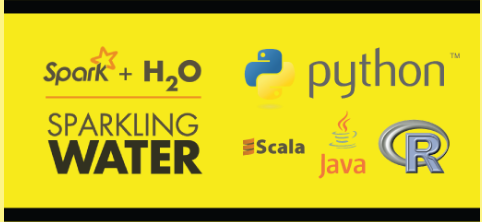 Spark + H2O
SPARKLING
WATER
python™
Scala
Java
R